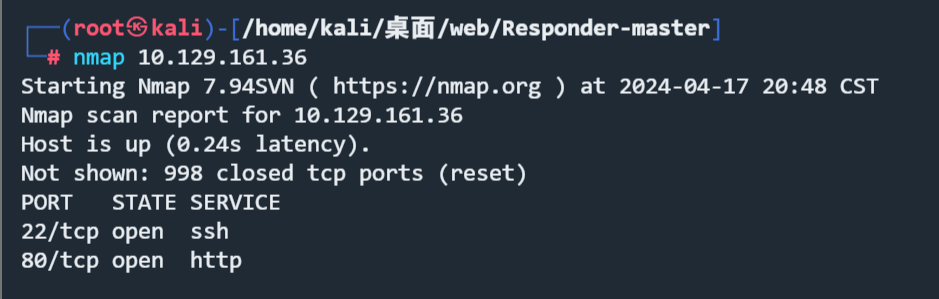 ┌──(root㉿kali)-[/home/kali/桌面/web/Responder-master]
└─# nmap 10.129.161.36
Starting Nmap 7.94SVN ( https://nmap.org ) at 2024-04-17 20:48 CST
Nmap scan report for 10.129.161.36
Host is up (0.24s latency).
Not shown: 998 closed tcp ports (reset)
PORT   STATE SERVICE
22/tcp open  ssh
80/tcp open  http